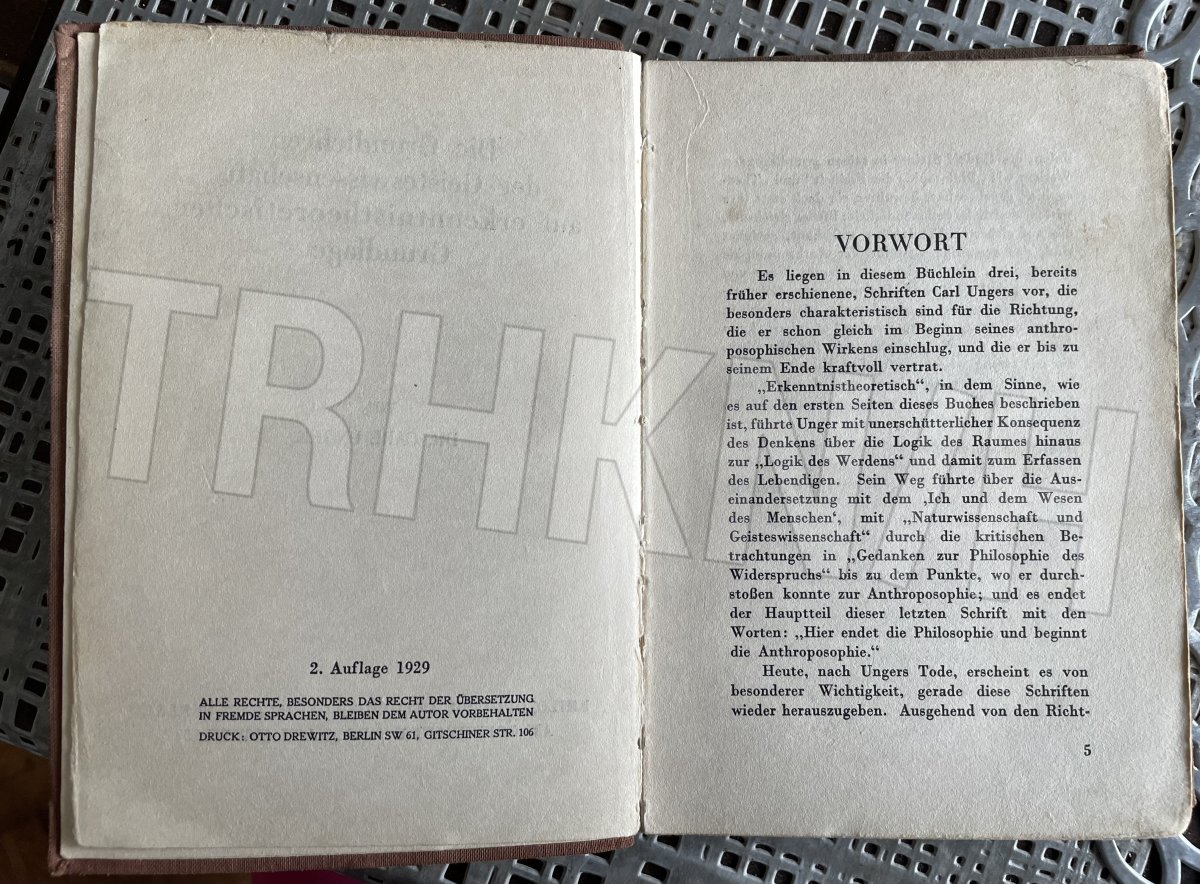 2. Auflage 1929
ALLE RECHTE, BESONDERS DAS RECHT DER ÜBERSETZUNG
IN FREMDE SPRACHEN, BLEIBEN DEM AUTOR VORBEHALTEN
DRUCK: OTTO DREWITZ, BERLIN SW 61, GITSCHINER STR. 106
VORWORT
Es liegen in diesem Büchlein drei, bereits
früher erschienene, Schriften Carl Ungers vor, die
besonders charakteristisch sind für die Richtung,
die er schon gleich im Beginn seines anthro-
posophischen Wirkens einschlug, und die er bis zu
seinem Ende kraftvoll vertrat.
„Erkenntnistheoretisch“, in dem Sinne, wie
es auf den ersten Seiten dieses Buches beschrieben
ist, führte Unger mit unerschütterlicher Konsequenz
des Denkens über die Logik des Raumes hinaus
zur „Logik des Werdens“ und damit zum Erfassen
des Lebendigen. Sein Weg führte über die Aus-
einandersetzung mit dem ‚Ich und dem Wesen
des Menschen‘, mit „Naturwissenschaft und
Geisteswissenschaft“ durch die kritischen Be-
trachtungen in „Gedanken zur Philosophie des
Widerspruchs“ bis zu dem Punkte, wo er durch-
stoßen konnte zur Anthroposophie; und es endet
der Hauptteil dieser letzten Schrift mit den
Worten: „Hier endet die Philosophie und beginnt
die Anthroposophie.“
Heute, nach Ungers Tode, erscheint es von
besonderer Wichtigkeit, gerade diese Schriften
wieder herauszugeben. Ausgehend von den Richt-
5